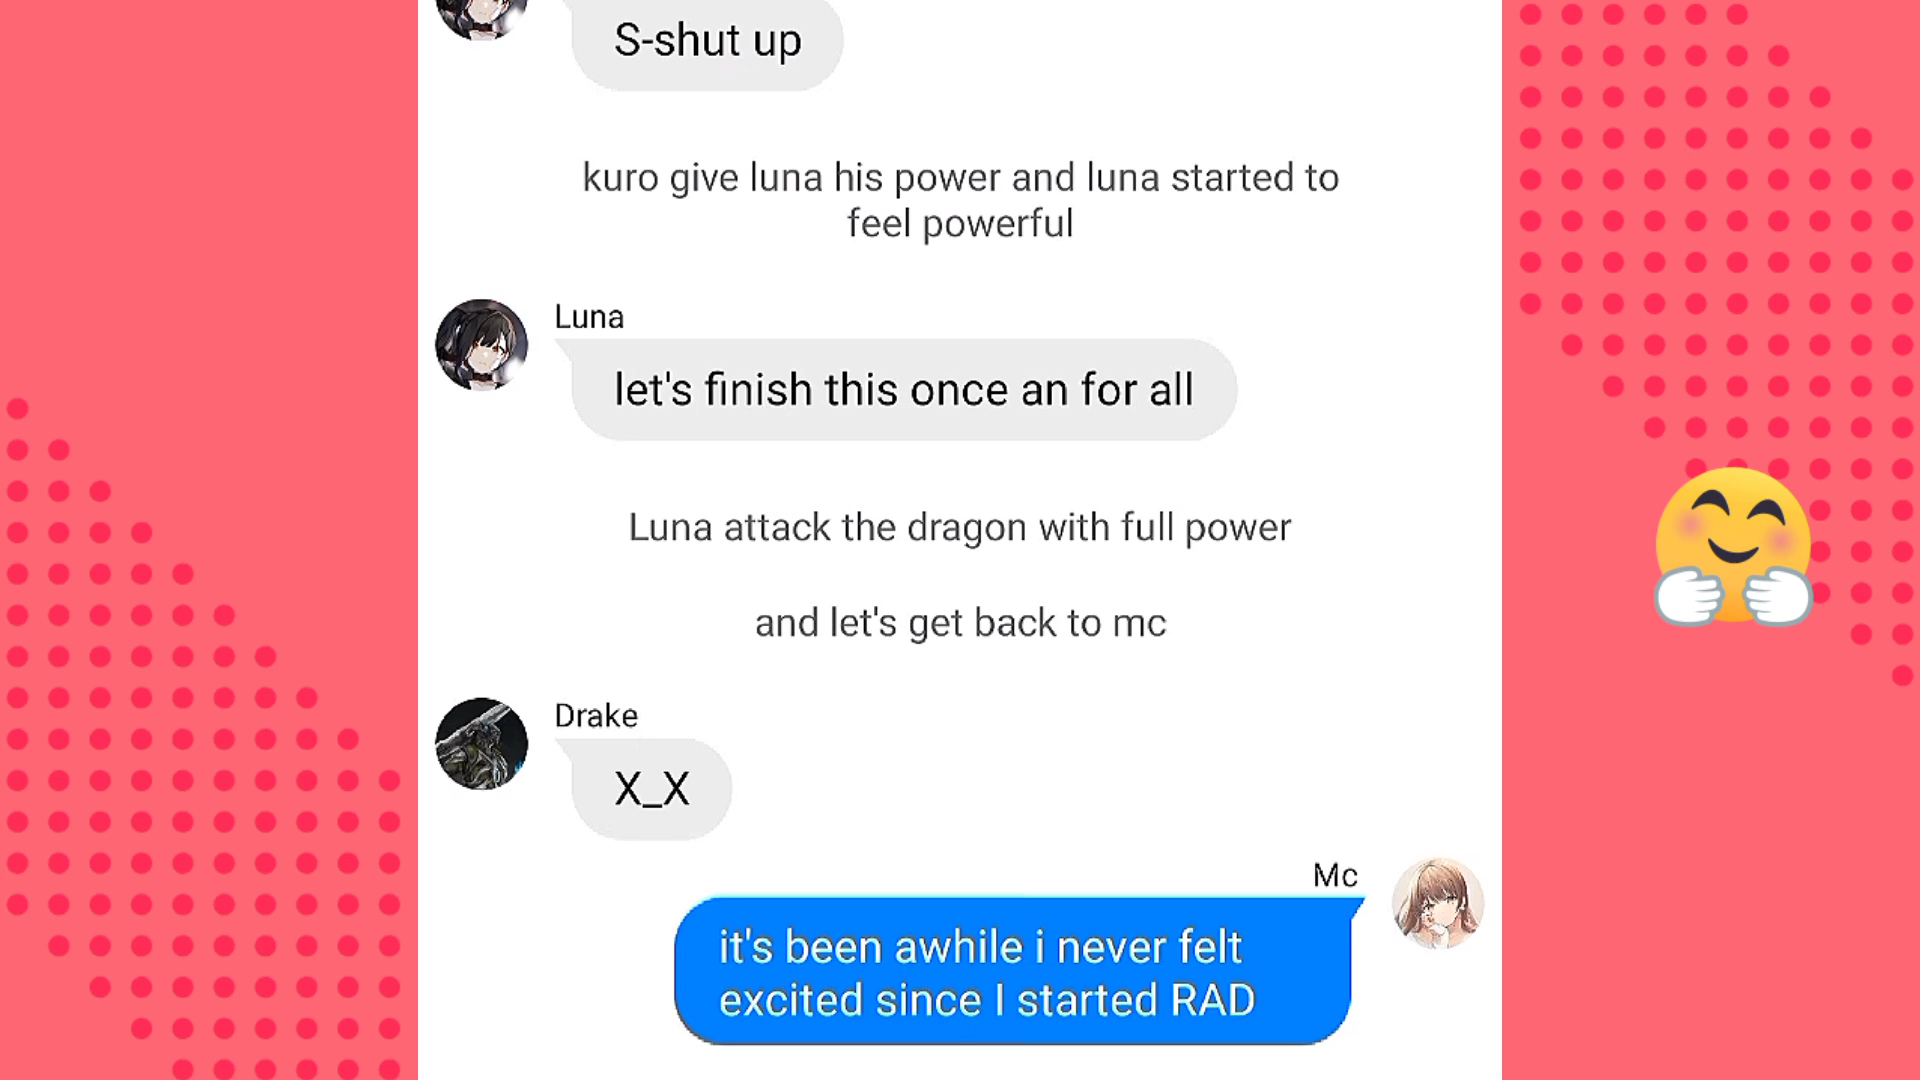 S-shut up
kuro give luna his power and luna started to
feel powerful
Luna
let's finish this once an for all
Luna attack the dragon with full power
and let's get back to mc
Drake
X_X
Mc
it's been awhile i never felt
excited since I started RAD